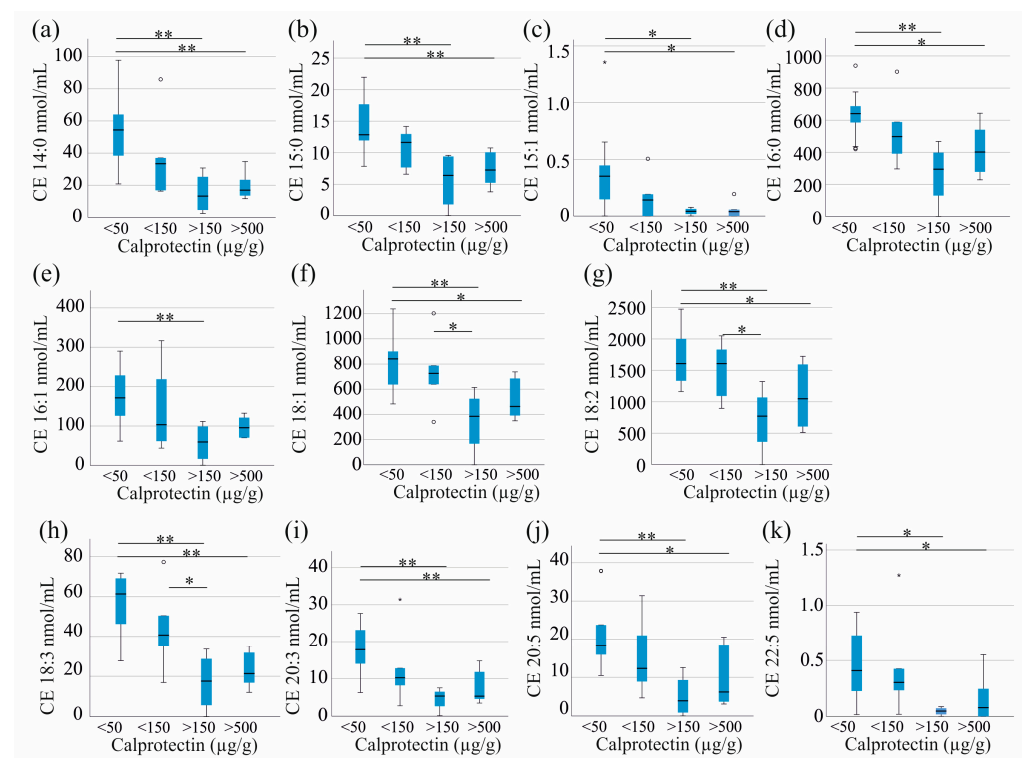 (a) (b) (c) (d)
** ** ** ** * * ** *
CE 14:0 nmol/mL
100
80
60
40
20
0
<50 <150 >150 >500
Calprotectin (µg/g)
CE 15:0 nmol/mL
25
20
15
10
5
0
<50 <150 >150 >500
Calprotectin (µg/g)
CE 15:1 nmol/mL
1.5
1.0
0.5
0
<50 <150 >150 >500
Calprotectin (µg/g)
CE 16:0 nmol/mL
1000
800
600
400
200
0
<50 <150 >150 >500
Calprotectin (µg/g)
(e) (f) (g)
** ** * * ** * *
CE 16:1 nmol/mL
400
300
200
100
0
<50 <150 >150 >500
Calprotectin (µg/g)
CE 18:1 nmol/mL
1200
1000
800
600
400
200
0
<50 <150 >150 >500
Calprotectin (µg/g)
CE 18:2 nmol/mL
2500
2000
1500
1000
500
0
<50 <150 >150 >500
Calprotectin (µg/g)
(h) (i) (j) (k)
** ** * ** ** ** * * *
CE 18:3 nmol/mL
80
60
40
20
0
<50 <150 >150 >500
Calprotectin (µg/g)
CE 20:3 nmol/mL
40
30
20
10
0
<50 <150 >150 >500
Calprotectin (µg/g)
CE 20:5 nmol/mL
40
30
20
10
0
<50 <150 >150 >500
Calprotectin (µg/g)
CE 22:5 nmol/mL
1.5
1.0
0.5
0
<50 <150 >150 >500
Calprotectin (µg/g)